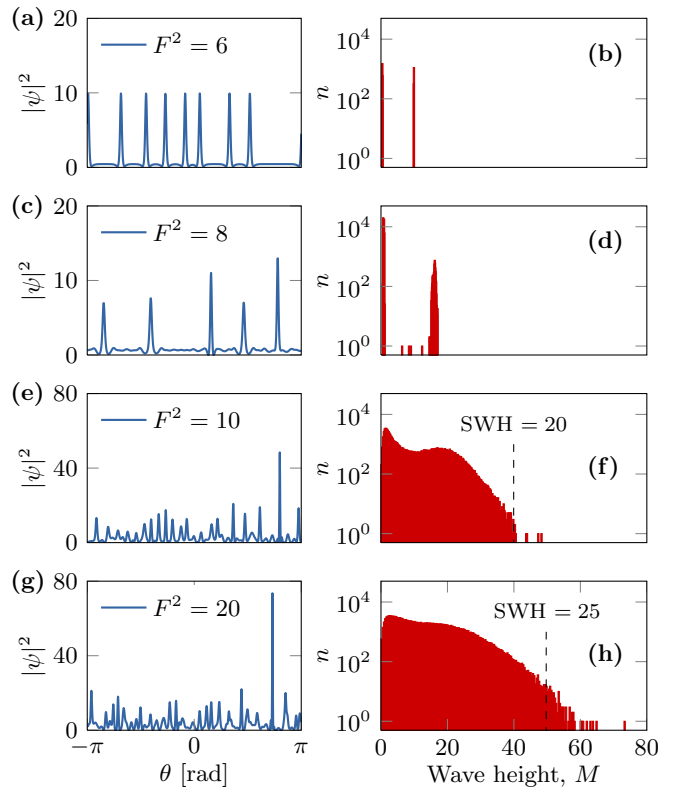 (a)
20
10
0
|ψ|²
F² = 6
(b)
10⁴
10²
10⁰
n
(c)
20
10
0
|ψ|²
F² = 8
(d)
10⁴
10²
10⁰
n
(e)
80
40
0
|ψ|²
F² = 10
SWH = 20
(f)
10⁴
10²
10⁰
n
(g)
80
40
0
|ψ|²
F² = 20
SWH = 25
(h)
10⁴
10²
10⁰
n
−π 0 π
θ [rad]
0 20 40 60 80
Wave height, M